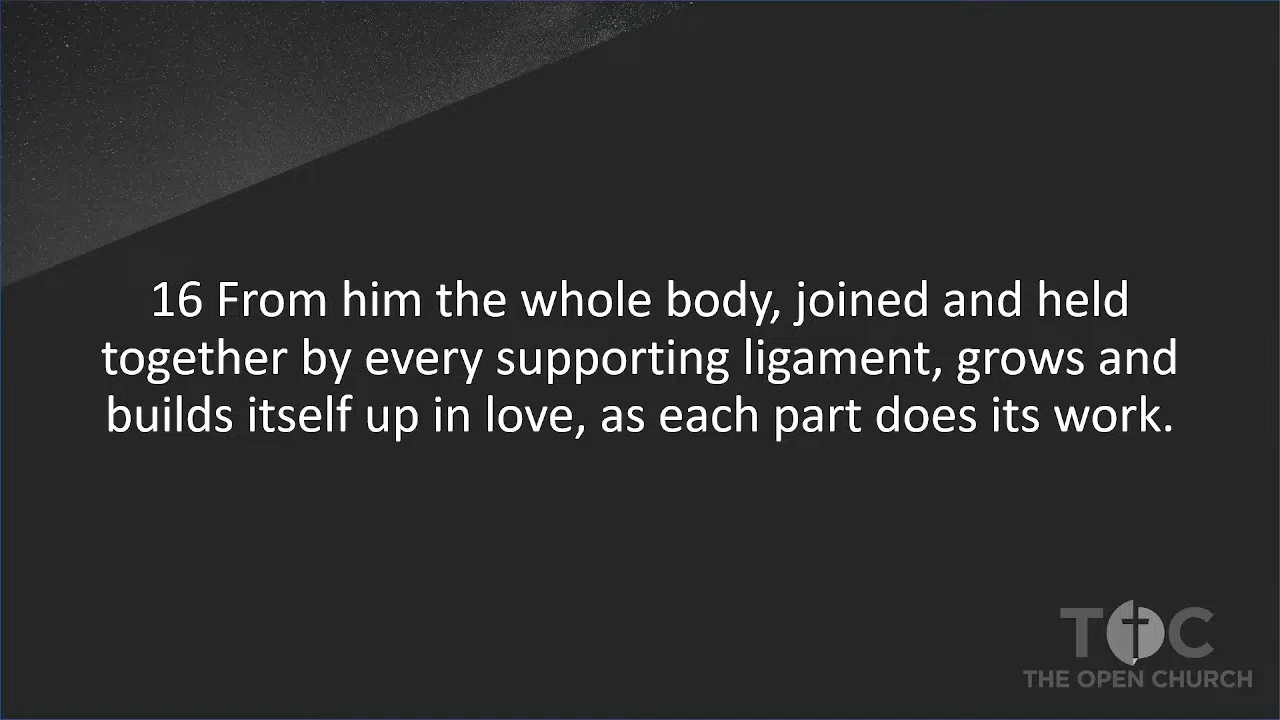 16 From him the whole body, joined and held
together by every supporting ligament, grows and
builds itself up in love, as each part does its work.
TOC
THE OPEN CHURCH